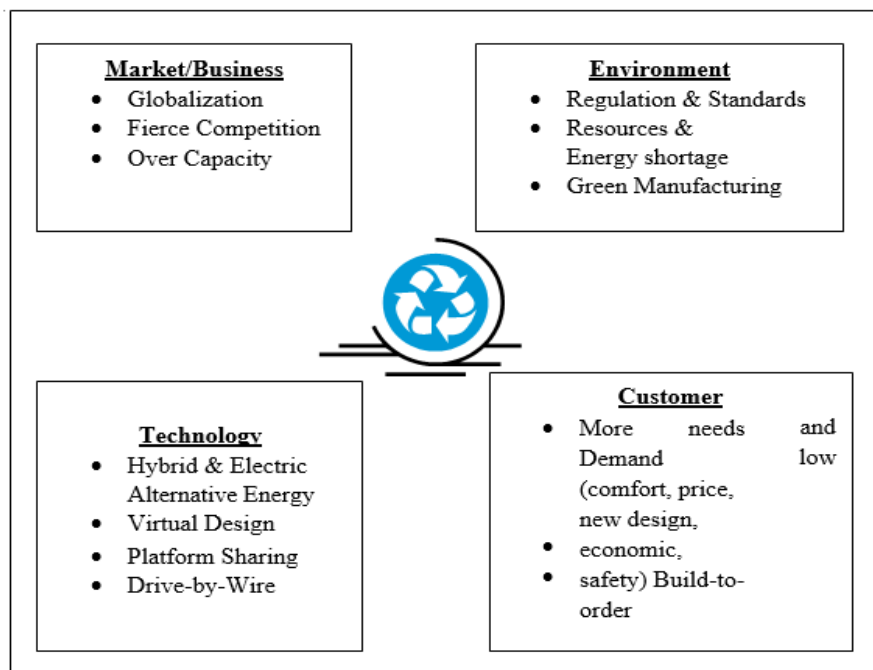 Market/Business
• Globalization
• Fierce Competition
• Over Capacity
Environment
• Regulation & Standards
• Resources &
Energy shortage
• Green Manufacturing
Technology
• Hybrid & Electric
Alternative Energy
• Virtual Design
• Platform Sharing
• Drive-by-Wire
Customer
• More needs and
Demand low
(comfort, price,
new design,
• economic,
• safety) Build-to-
order